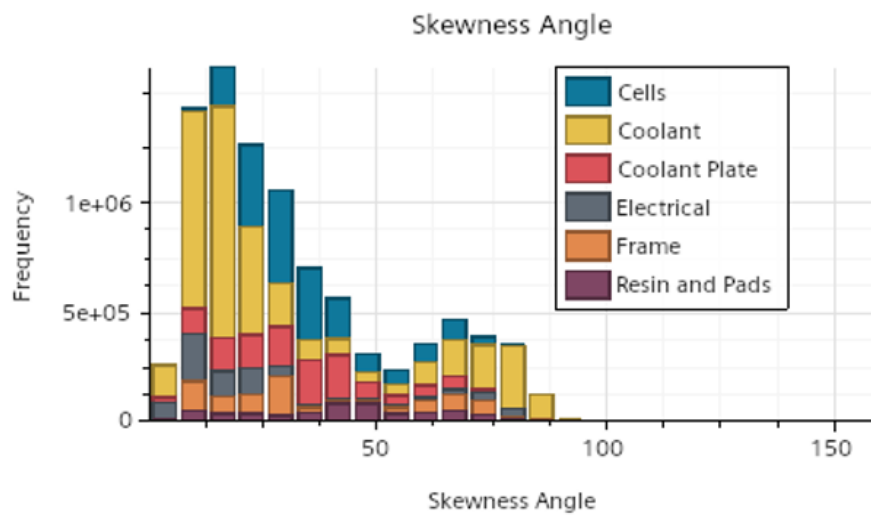 Skewness Angle
Cells
Coolant
Coolant Plate
Electrical
Frame
Resin and Pads
Frequency
1e+06
5e+05
0
50
100
150
Skewness Angle